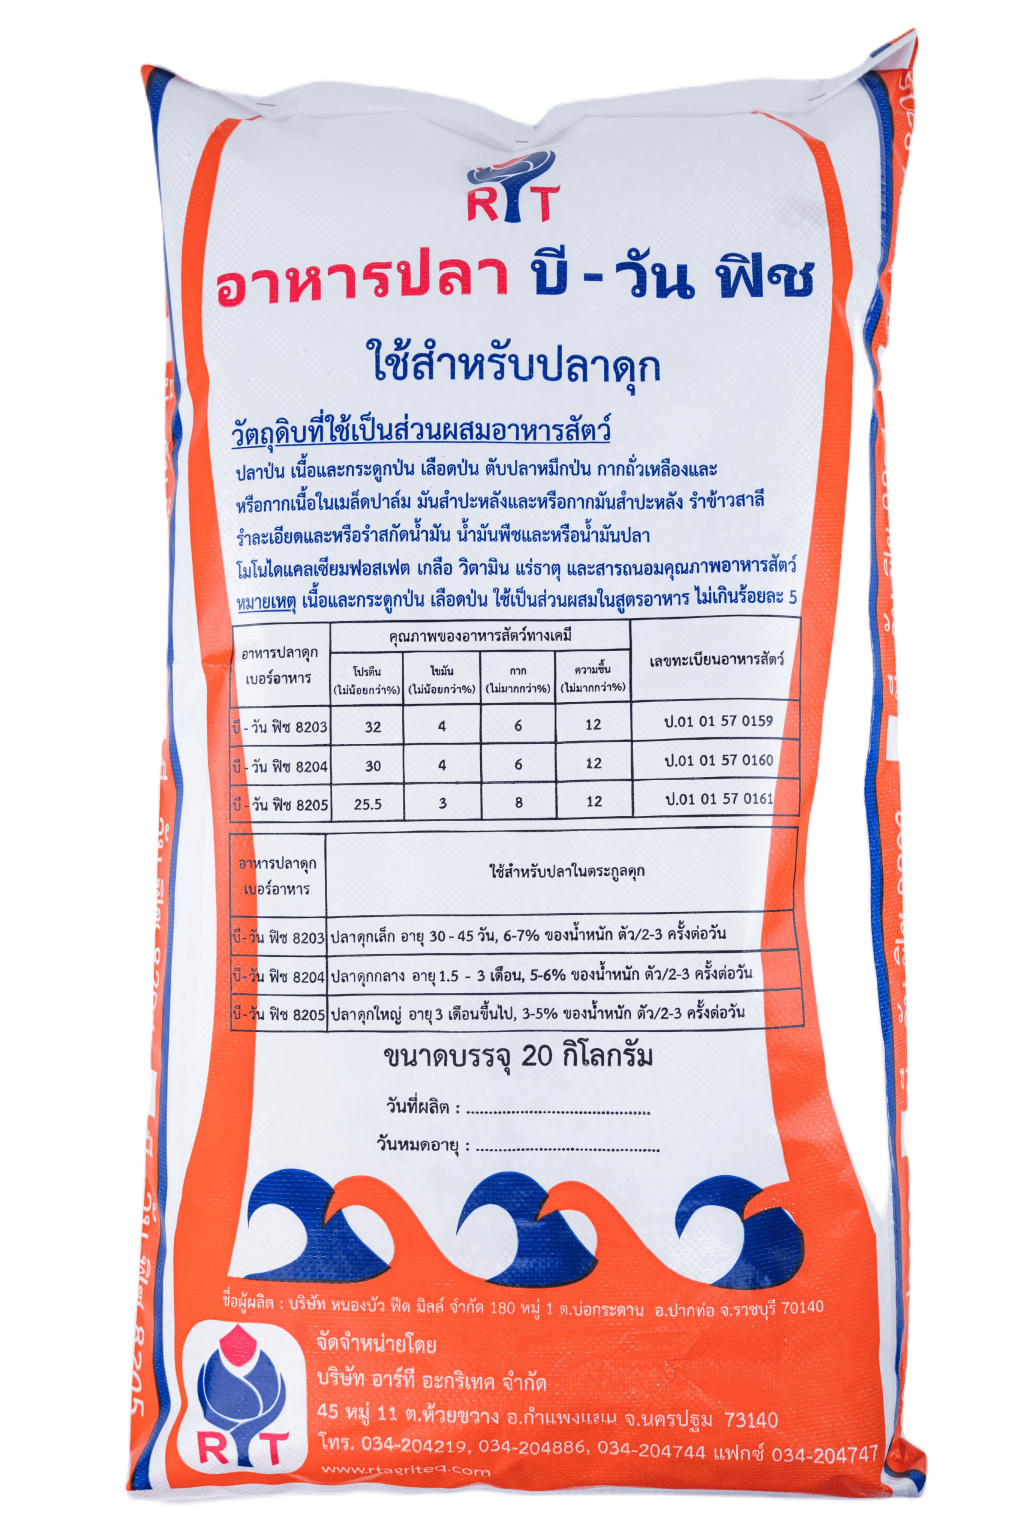 RT
อาหารปลา บี - วัน ฟิช
ใช้สำหรับปลาดุก
วัตถุดิบที่ใช้เป็นส่วนผสมอาหารสัตว์
ปลาป่น เนื้อและกระดูกป่น เลือดป่น ตับปลาหมึกป่น กากถั่วเหลืองและ
หรือกากเนื้อในเมล็ดปาล์ม มันสำปะหลังและหรือกากมันสำปะหลัง รำข้าวสาลี
รำละเอียดและหรือรำสกัดน้ำมัน น้ำมันพืชและหรือน้ำมันปลา
โมโนไดแคลเซียมฟอสเฟต เกลือ วิตามิน แร่ธาตุ และสารถนอมคุณภาพอาหารสัตว์
หมายเหตุ เนื้อและกระดูกป่น เลือดป่น ใช้เป็นส่วนผสมในสูตรอาหาร ไม่เกินร้อยละ 5
อาหารปลาดุก เบอร์อาหาร คุณภาพของอาหารสัตว์ทางเคมี เลขทะเบียนอาหารสัตว์
โปรตีน ไขมัน กาก ความชื้น
(ไม่น้อยกว่า%) (ไม่น้อยกว่า%) (ไม่มากกว่า%) (ไม่มากกว่า%)
บี - วัน ฟิช 8203 32 4 6 12 ป.01 01 57 0159
บี - วัน ฟิช 8204 30 4 6 12 ป.01 01 57 0160
บี - วัน ฟิช 8205 25.5 3 8 12 ป.01 01 57 0161
อาหารปลาดุก เบอร์อาหาร ใช้สำหรับปลาในตระกูลดุก
บี-วัน ฟิช 8203 ปลาดุกเล็ก อายุ 30 - 45 วัน, 6-7% ของน้ำหนัก ตัว/2-3 ครั้งต่อวัน
บี-วัน ฟิช 8204 ปลาดุกกลาง อายุ 1.5 - 3 เดือน, 5-6% ของน้ำหนัก ตัว/2-3 ครั้งต่อวัน
บี-วัน ฟิช 8205 ปลาดุกใหญ่ อายุ 3 เดือนขึ้นไป, 3-5% ของน้ำหนัก ตัว/2-3 ครั้งต่อวัน
ขนาดบรรจุ 20 กิโลกรัม
วันที่ผลิต : ........................................
วันหมดอายุ : ........................................
ชื่อผู้ผลิต : บริษัท หนองบัว ฟีด มิลล์ จำกัด 180 หมู่ 1 ต.บ่อกระดาน อ.ปากท่อ จ.ราชบุรี 70140
RT
จัดจำหน่ายโดย
บริษัท อาร์ที อะกริเทค จำกัด
45 หมู่ 11 ต.ห้วยขวาง อ.กำแพงแสน จ.นครปฐม 73140
โทร. 034-204219, 034-204886, 034-204744 แฟกซ์ 034-204747